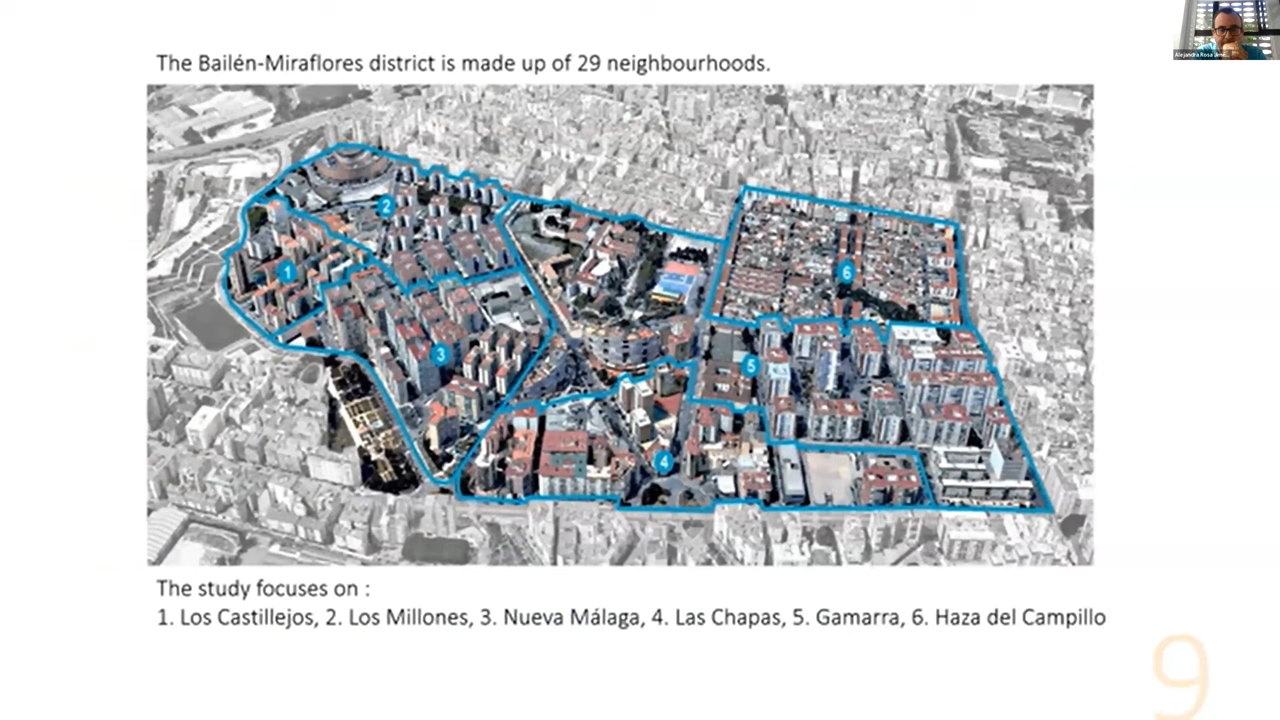 The Bailén-Miraflores district is made up of 29 neighbourhoods.
Alejandra Rosa
2
1
6
3
5
4
The study focuses on :
1. Los Castillejos, 2. Los Millones, 3. Nueva Málaga, 4. Las Chapas, 5. Gamarra, 6. Haza del Campillo
9